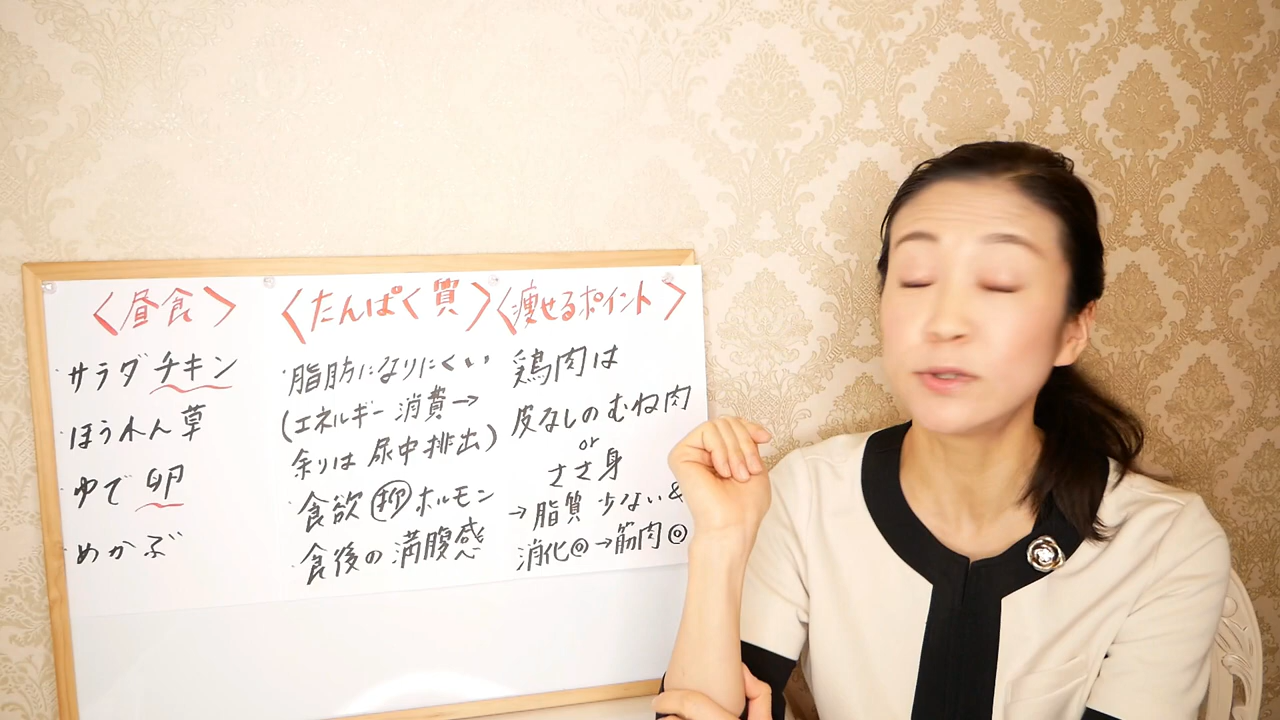 〈昼食〉
・サラダチキン
・ほうれん草
・ゆで卵
・めかぶ
〈たんぱく質〉
・脂肪になりにくい
(エネルギー消費→
余りは尿中排出)
・食欲抑ホルモン
・食後の満腹感
〈痩せるポイント〉
鶏肉は
皮なしのむね肉
or
ささ身
→脂質少ない&
消化◎→筋肉◎